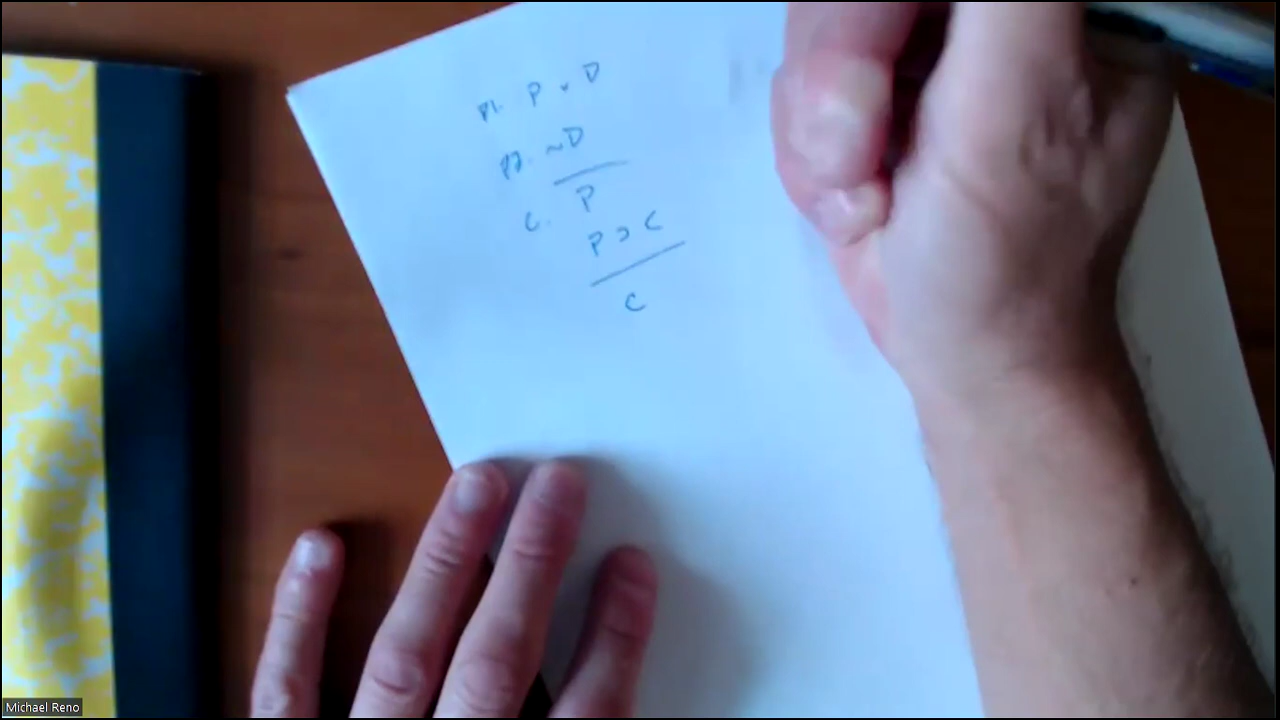 P1. P v D
P2. ~D
C. P
P ⊃ C
C
Michael Reno